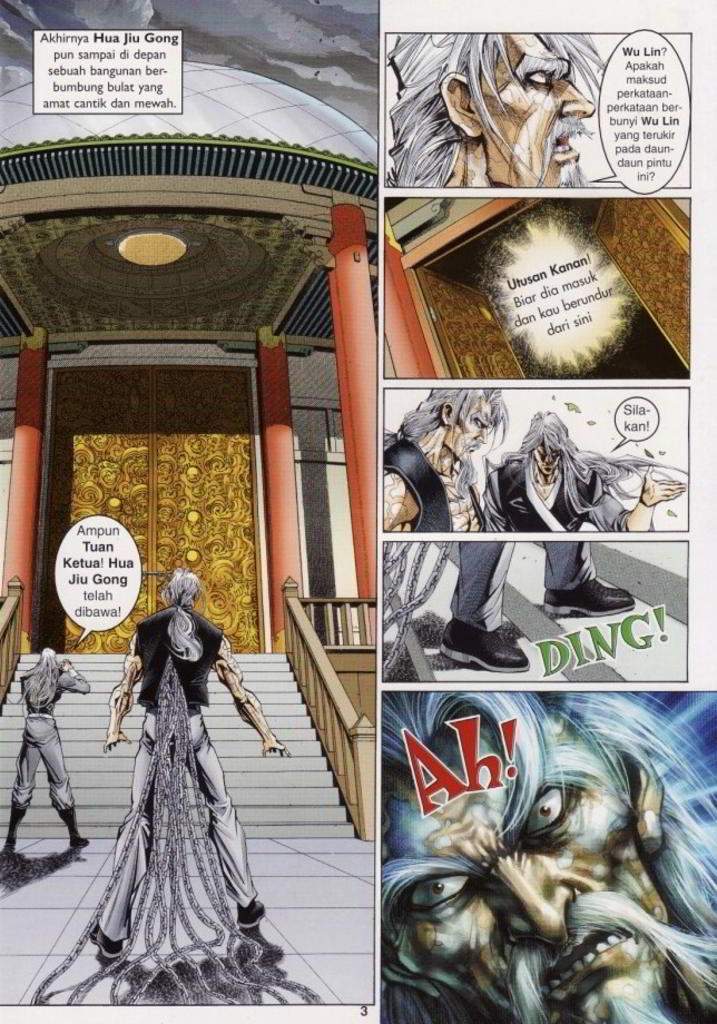 Akhirnya Hua Jiu Gong
pun sampai di depan
sebuah bangunan ber-
bumbung bulat yang
amat cantik dan mewah.
Ampun
Tuan
Ketua! Hua
Jiu Gong
telah
dibawa!
Wu Lin?
Apakah
maksud
perkataan-
perkataan ber-
bunyi Wu Lin
yang terukir
pada daun-
daun pintu
ini?
Utusan Kanan!
Biar dia masuk
dan kau berundur
dari sini
Sila-
kan!
DING!
Ah!
3